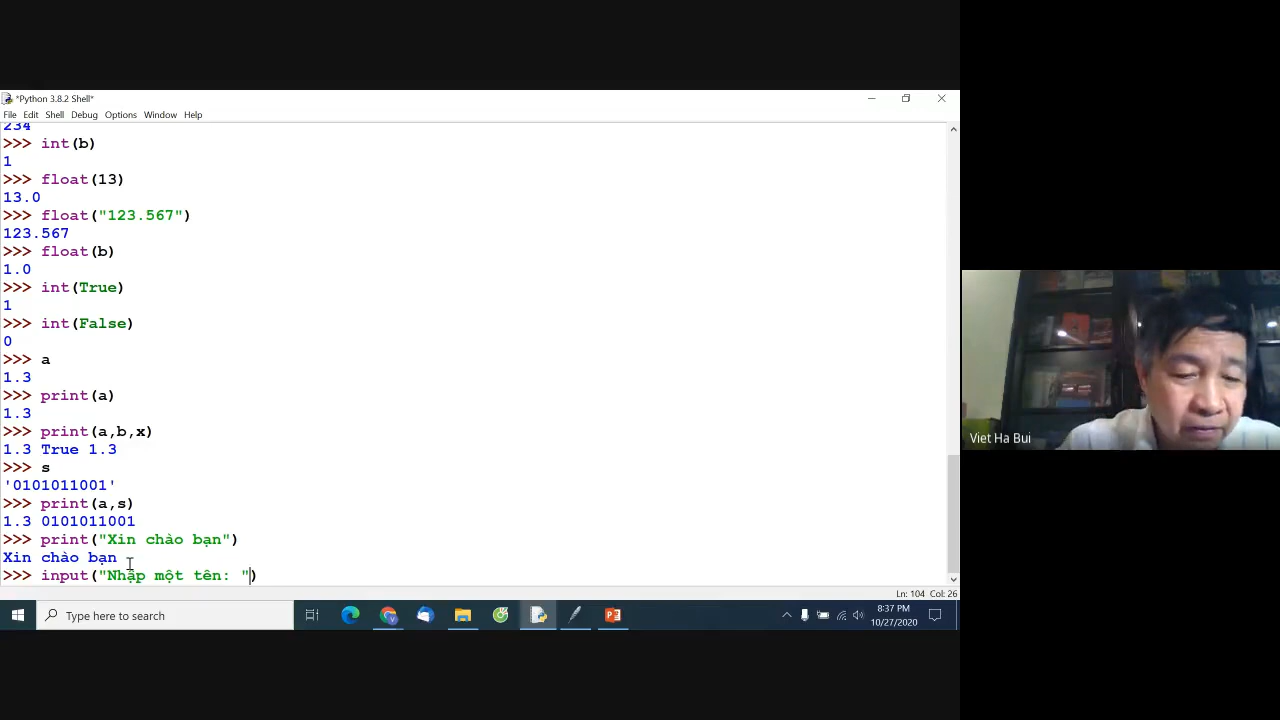 *Python 3.8.2 Shell*
File Edit Shell Debug Options Window Help
234
>>> int(b)
1
>>> float(13)
13.0
>>> float("123.567")
123.567
>>> float(b)
1.0
>>> int(True)
1
>>> int(False)
0
>>> a
1.3
>>> print(a)
1.3
>>> print(a,b,x)
1.3 True 1.3
>>> s
'0101011001'
>>> print(a,s)
1.3 0101011001
>>> print("Xin chào bạn")
Xin chào bạn
>>> input("Nhập một tên: ")
Ln: 104 Col: 26
Type here to search
8:37 PM
10/27/2020
Viet Ha Bui